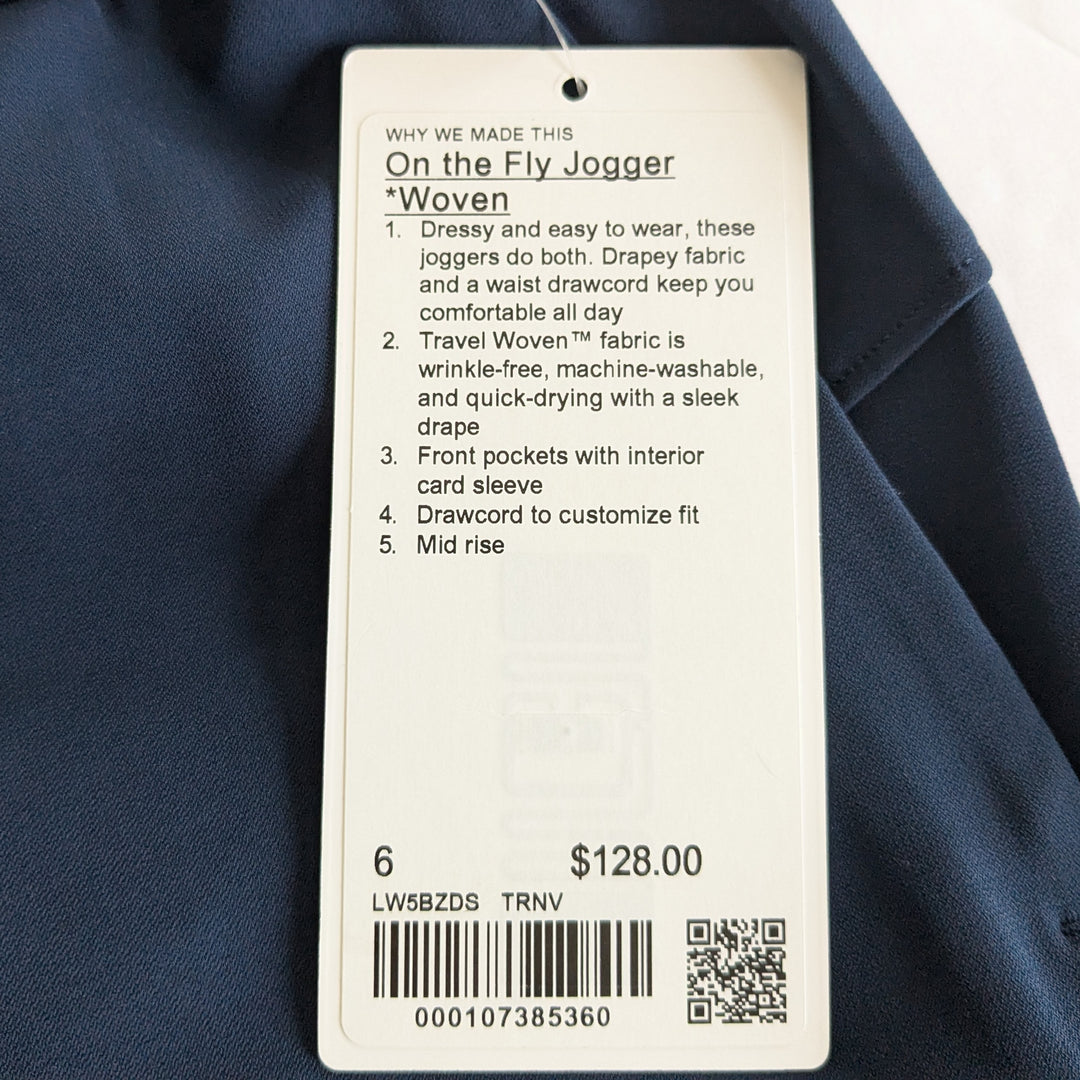 WHY WE MADE THIS
On the Fly Jogger
*Woven
1. Dressy and easy to wear, these
joggers do both. Drapey fabric
and a waist drawcord keep you
comfortable all day
2. Travel Woven™ fabric is
wrinkle-free, machine-washable,
and quick-drying with a sleek
drape
3. Front pockets with interior
card sleeve
4. Drawcord to customize fit
5. Mid rise
6 $128.00
LW5BZDS TRNV
000107385360